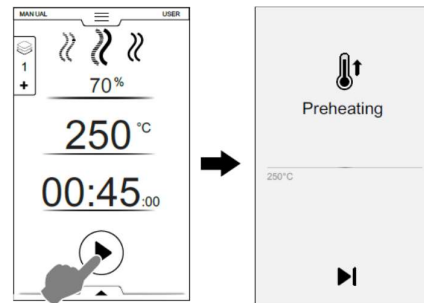 MANUAL
USER
1
+
70%
250 °C
00:45:00
Preheating
250°C